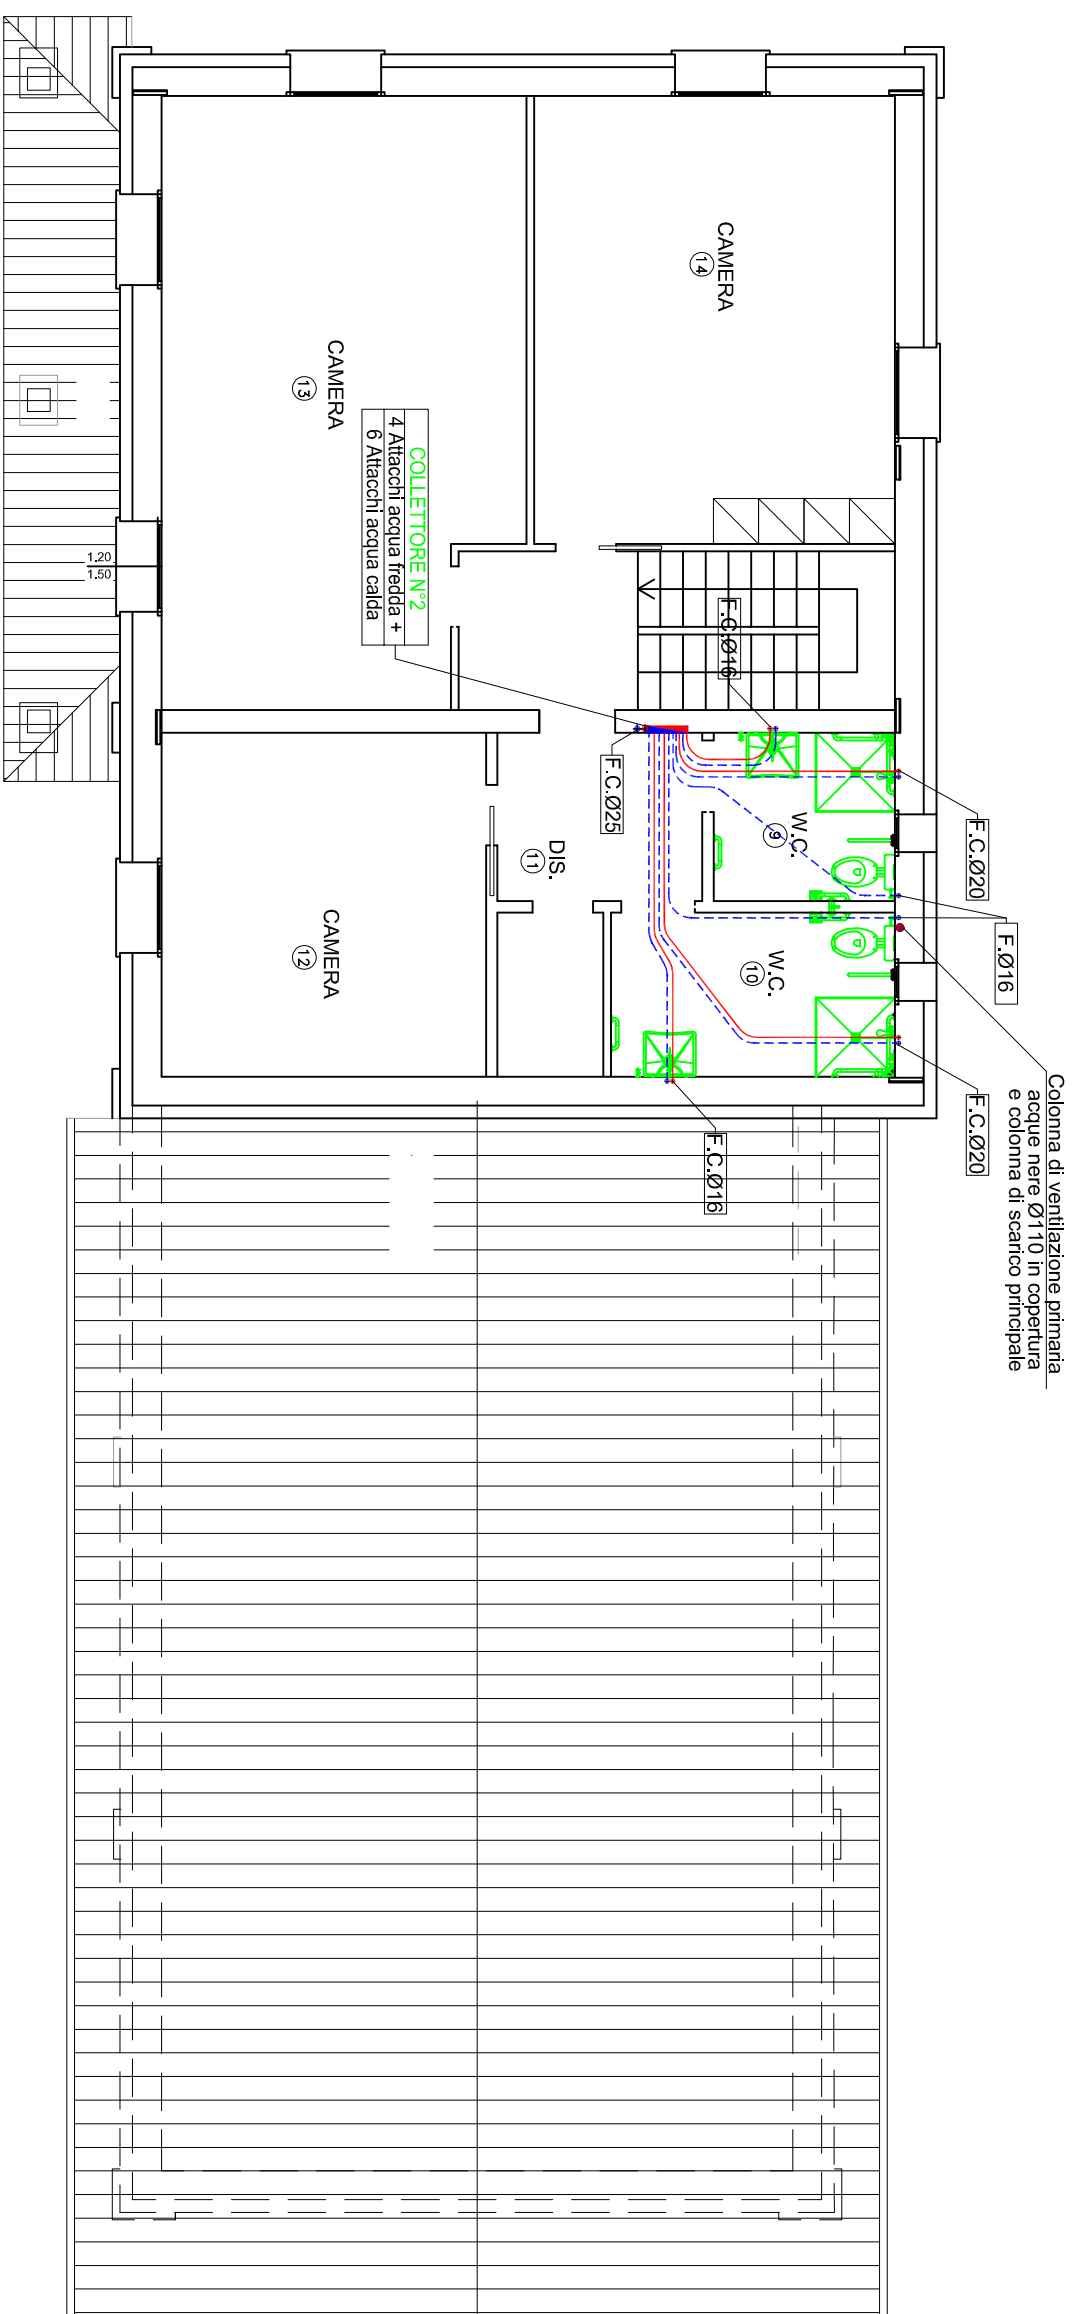 Colonna di ventilazione primaria
acque nere Ø110 in copertura
e colonna di scarico principale
F.Ø16
F.C.Ø20
F.C.Ø20
W.C.
9
W.C.
10
F.C.Ø16
F.C.Ø16
CAMERA
14
F.C.Ø25
DIS.
11
COLLETTORE N°2
4 Attacchi acqua fredda +
6 Attacchi acqua calda
CAMERA
13
CAMERA
12
1.20
1.50